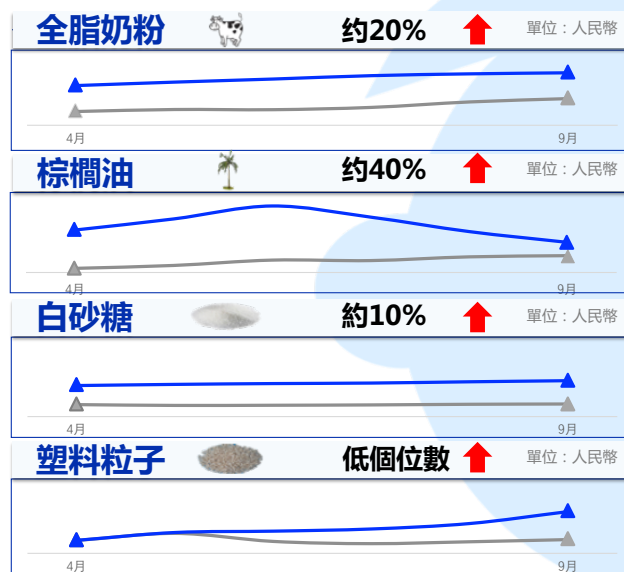 全脂奶粉 约20% 單位：人民幣
4月 9月
棕櫚油 约40% 單位：人民幣
4月 9月
白砂糖 約10% 單位：人民幣
4月 9月
塑料粒子 低個位數 單位：人民幣
4月 9月